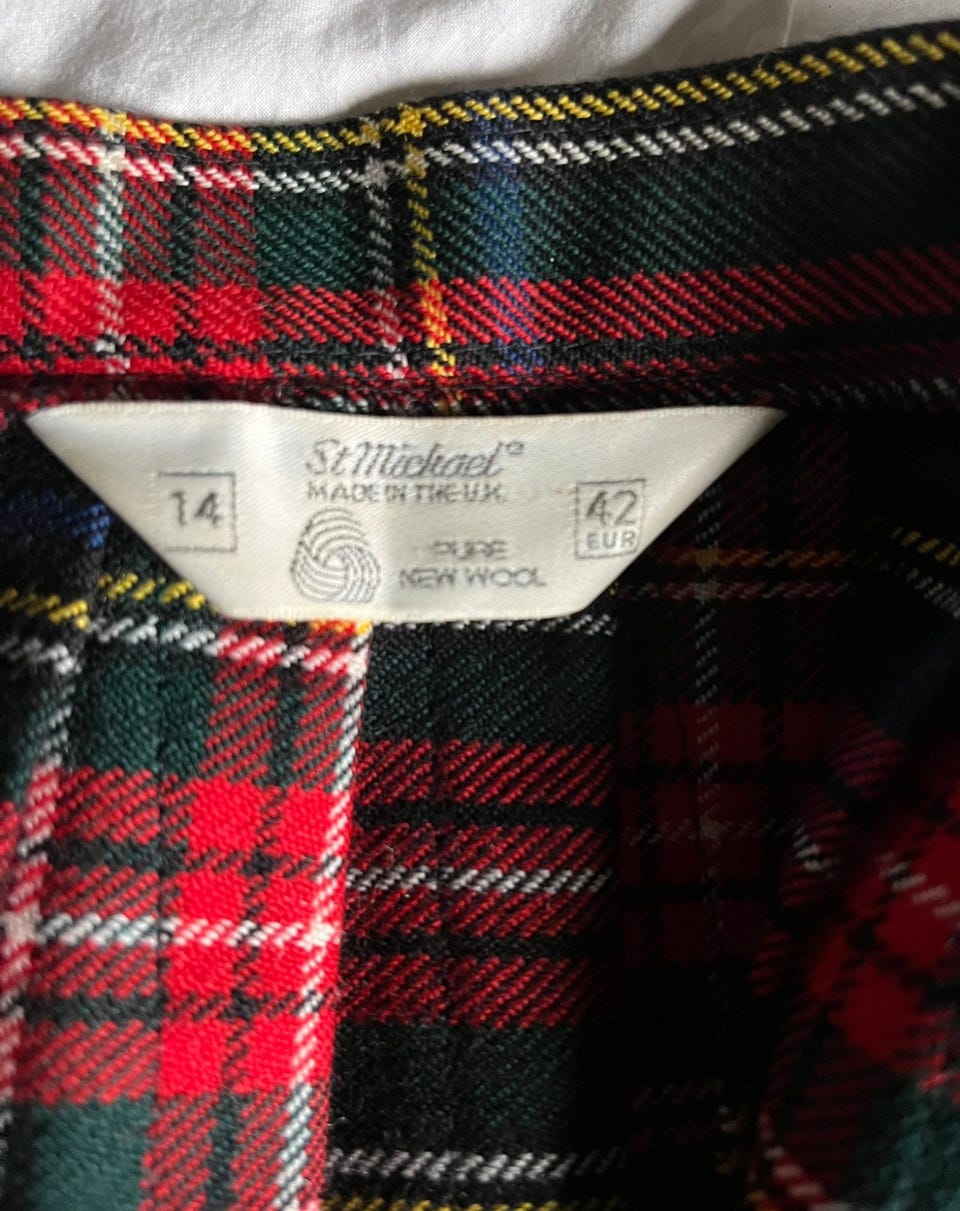 St Michael®
MADE IN THE U.K.
14
42
EUR
PURE
NEW WOOL